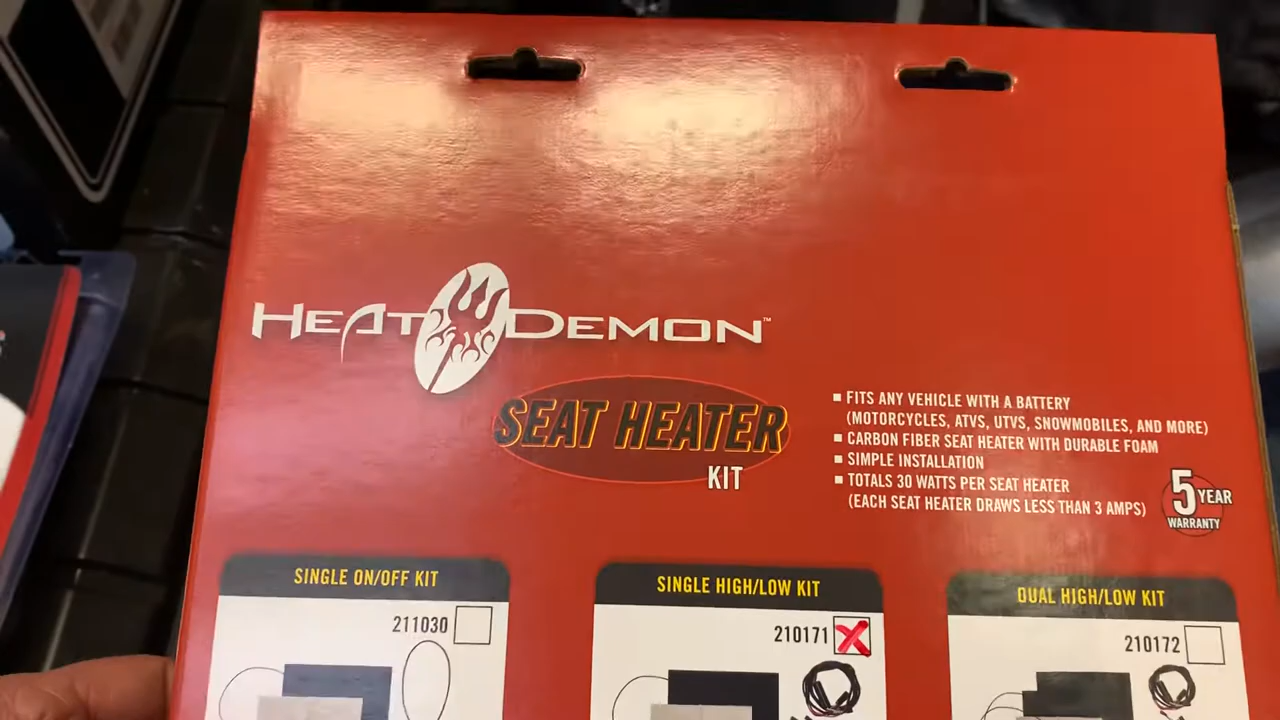 HEAT DEMON™
SEAT HEATER
KIT
▪ FITS ANY VEHICLE WITH A BATTERY
(MOTORCYCLES, ATVS, UTVS, SNOWMOBILES, AND MORE)
▪ CARBON FIBER SEAT HEATER WITH DURABLE FOAM
▪ SIMPLE INSTALLATION
▪ TOTALS 30 WATTS PER SEAT HEATER
(EACH SEAT HEATER DRAWS LESS THAN 3 AMPS)
5 YEAR
WARRANTY
SINGLE ON/OFF KIT
211030
SINGLE HIGH/LOW KIT
210171
DUAL HIGH/LOW KIT
210172